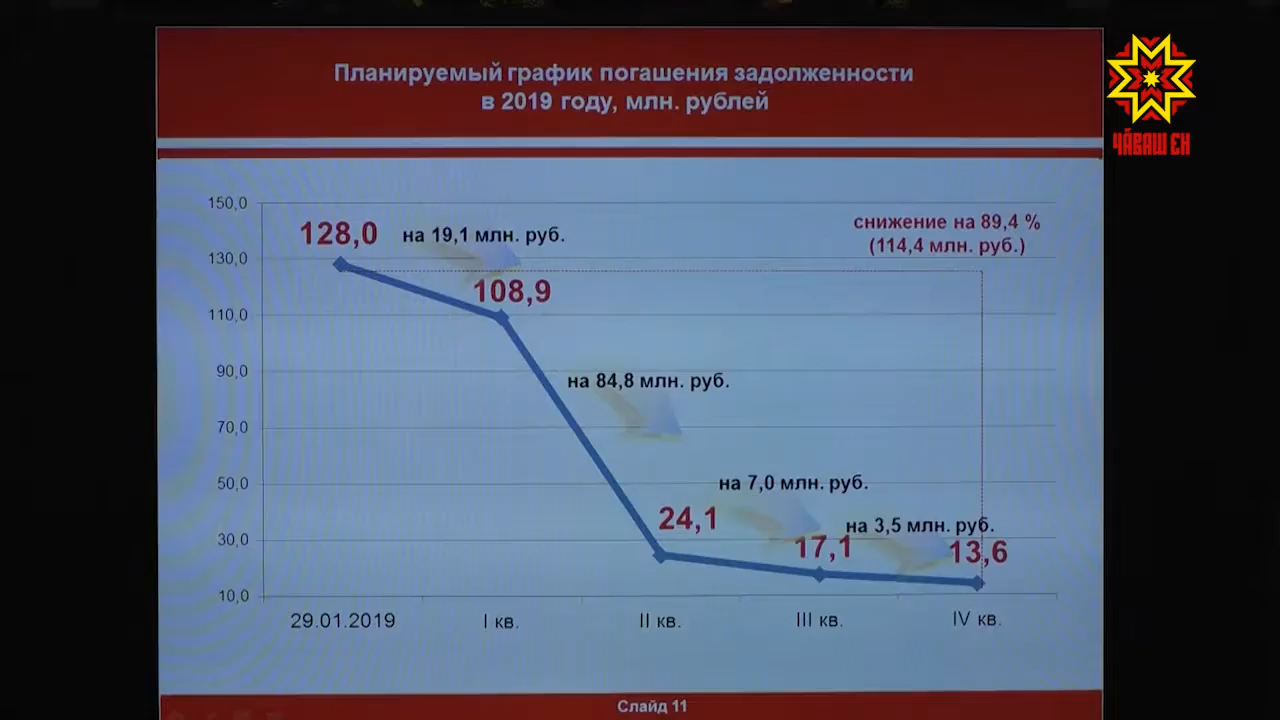 Планируемый график погашения задолженности
в 2019 году, млн. рублей
ЧӐВАШ ЕН
150,0
снижение на 89,4 %
(114,4 млн. руб.)
128,0
на 19,1 млн. руб.
130,0
108,9
110,0
90,0
на 84,8 млн. руб.
70,0
50,0
на 7,0 млн. руб.
24,1
на 3,5 млн. руб.
30,0
17,1
13,6
10,0
29.01.2019 I кв. II кв. III кв. IV кв.
Слайд 11